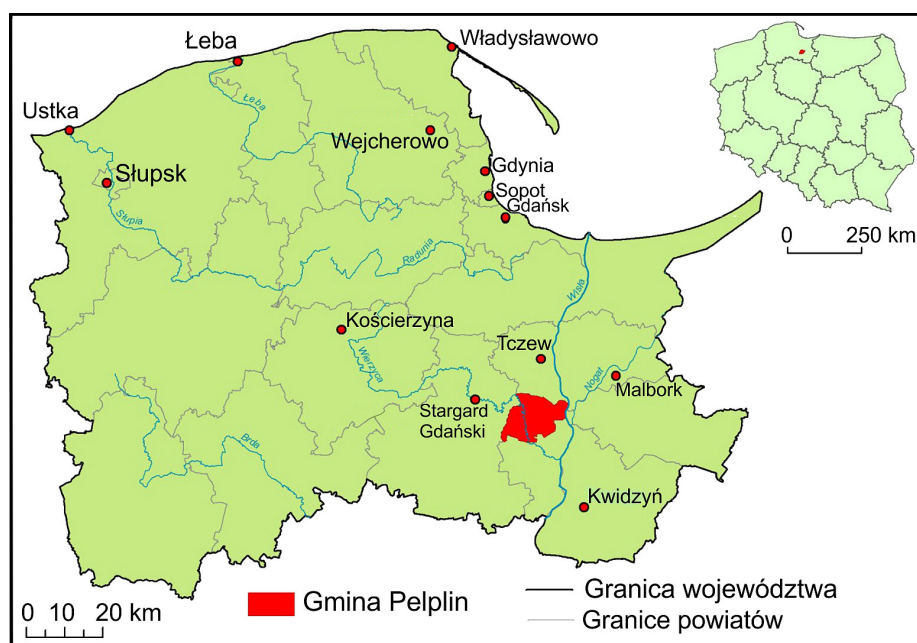 Władysławowo
Łeba
Ustka
Łeba
Wejcherowo
Słupsk
Gdynia
Sopot
Gdańsk
Słupia
Radunia
0 250 km
Wisła
Kościerzyna
Wierzyca
Tczew
Nogat
Malbork
Stargard
Gdański
Brda
Kwidzyń
0 10 20 km
Gmina Pelplin
Granica województwa
Granice powiatów